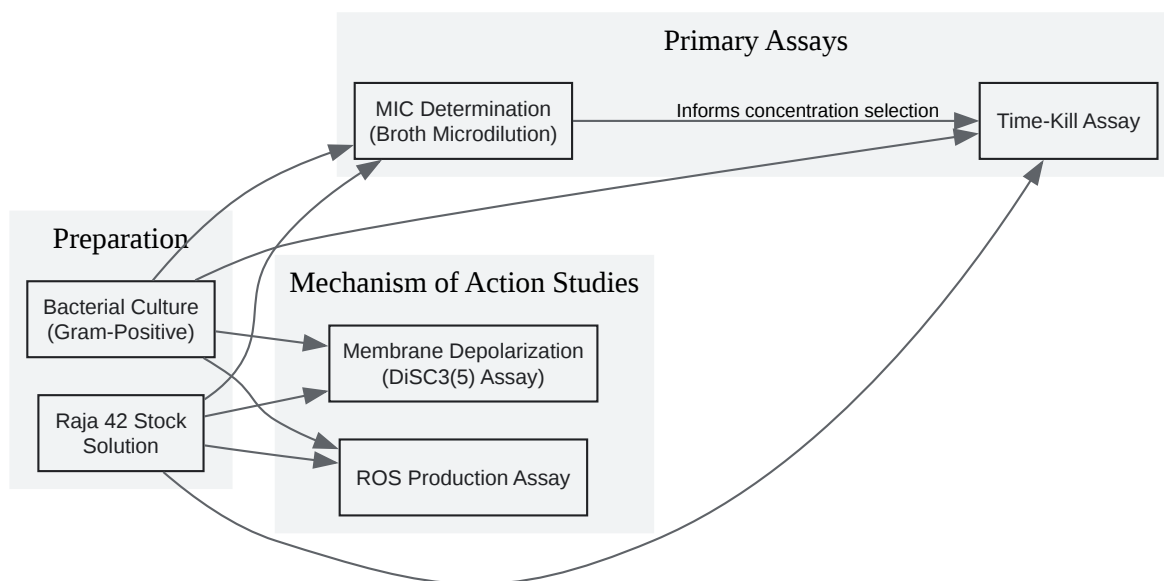 Primary Assays
MIC Determination
(Broth Microdilution)
Informs concentration selection
Time-Kill Assay
Preparation
Bacterial Culture
(Gram-Positive)
Raja 42 Stock
Solution
Mechanism of Action Studies
Membrane Depolarization
(DiSC3(5) Assay)
ROS Production Assay